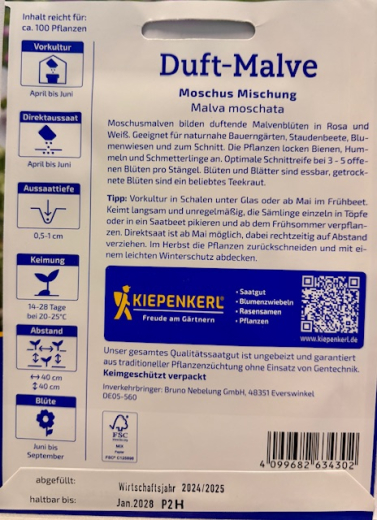 Inhalt reicht für:
ca. 100 Pflanzen
Vorkultur
April bis Juni
Direktaussaat
April bis Juni
Aussaattiefe
0,5-1 cm
Keimung
14-28 Tage
bei 20-25°C
Abstand
40 cm
40 cm
Blüte
Juni bis
September
Duft-Malve
Moschus Mischung
Malva moschata
Moschusmalven bilden duftende Malvenblüten in Rosa und
Weiß. Geeignet für naturnahe Bauerngärten, Staudenbeete, Blu-
menwiesen und zum Schnitt. Die Pflanzen locken Bienen, Hum-
meln und Schmetterlinge an. Optimale Schnittreife bei 3 - 5 offe-
nen Blüten pro Stängel. Blüten und Blätter sind essbar, getrock-
nete Blüten sind ein beliebtes Teekraut.
Tipp: Vorkultur in Schalen unter Glas oder ab Mai im Frühbeet.
Keimt langsam und unregelmäßig, die Sämlinge einzeln in Töpfe
oder in ein Saatbeet pikieren und ab dem Frühsommer verpflan-
zen. Direktsaat ist ab Mai möglich, dabei rechtzeitig auf Abstand
verziehen. Im Herbst die Pflanzen zurückschneiden und mit ei-
nem leichten Winterschutz abdecken.
KIEPENKERL
Freude am Gärtnern
• Saatgut
• Blumenzwiebeln
• Rasensamen
• Pflanzen
www.kiepenkerl.de
Unser gesamtes Qualitätssaatgut ist ungebeizt und garantiert
aus traditioneller Pflanzenzüchtung ohne Einsatz von Gentechnik.
Keimgeschützt verpackt
Inverkehrbringer: Bruno Nebelung GmbH, 48351 Everswinkel
DE05-560
FSC
MIX
4 099682 634302
abgefüllt: Wirtschaftsjahr 2024/2025
haltbar bis: Jan.2028 P2H